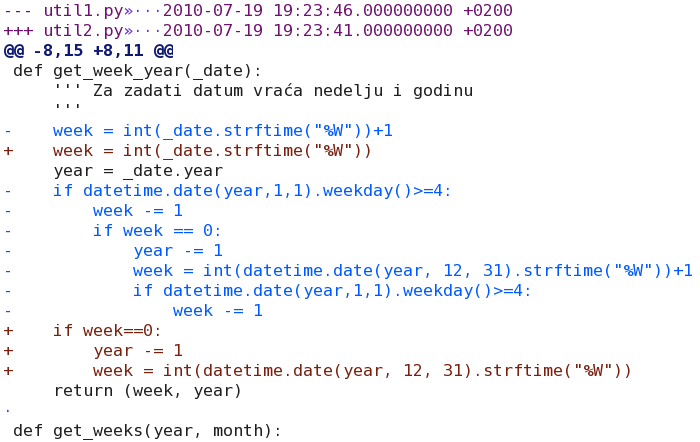 --- util1.py»···2010-07-19 19:23:46.000000000 +0200
+++ util2.py»···2010-07-19 19:23:41.000000000 +0200
@@ -8,15 +8,11 @@
 def get_week_year(_date):
     ''' Za zadati datum vraća nedelju i godinu
     '''
-    week = int(_date.strftime("%W"))+1
+    week = int(_date.strftime("%W"))
     year = _date.year
-    if datetime.date(year,1,1).weekday()>=4:
-        week -= 1
-        if week == 0:
-            year -= 1
-            week = int(datetime.date(year, 12, 31).strftime("%W"))+1
-            if datetime.date(year,1,1).weekday()>=4:
-                week -= 1
+    if week==0:
+        year -= 1
+        week = int(datetime.date(year, 12, 31).strftime("%W"))
     return (week, year)
·
 def get_weeks(year, month):